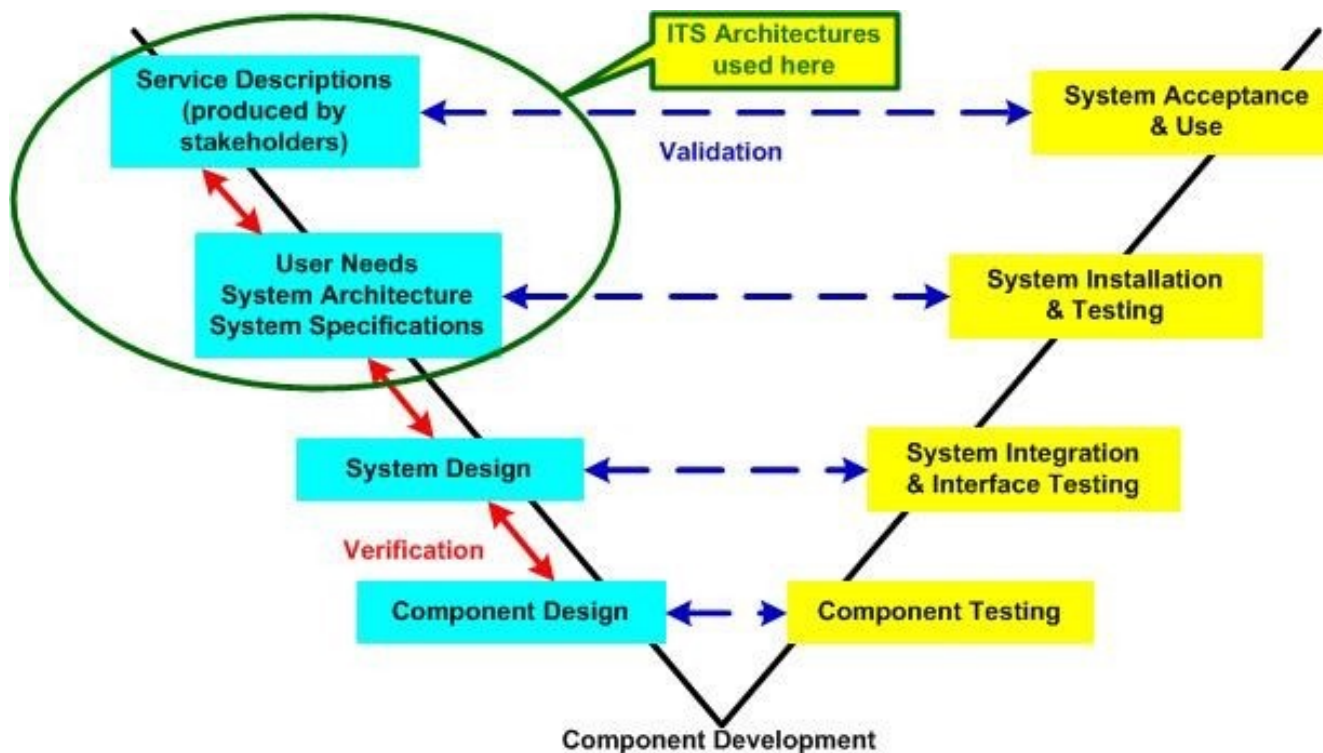 ITS Architectures
used here
Service Descriptions
(produced by
stakeholders)
System Acceptance
& Use
Validation
User Needs
System Architecture
System Specifications
System Installation
& Testing
System Design
System Integration
& Interface Testing
Verification
Component Design
Component Testing
Component Development